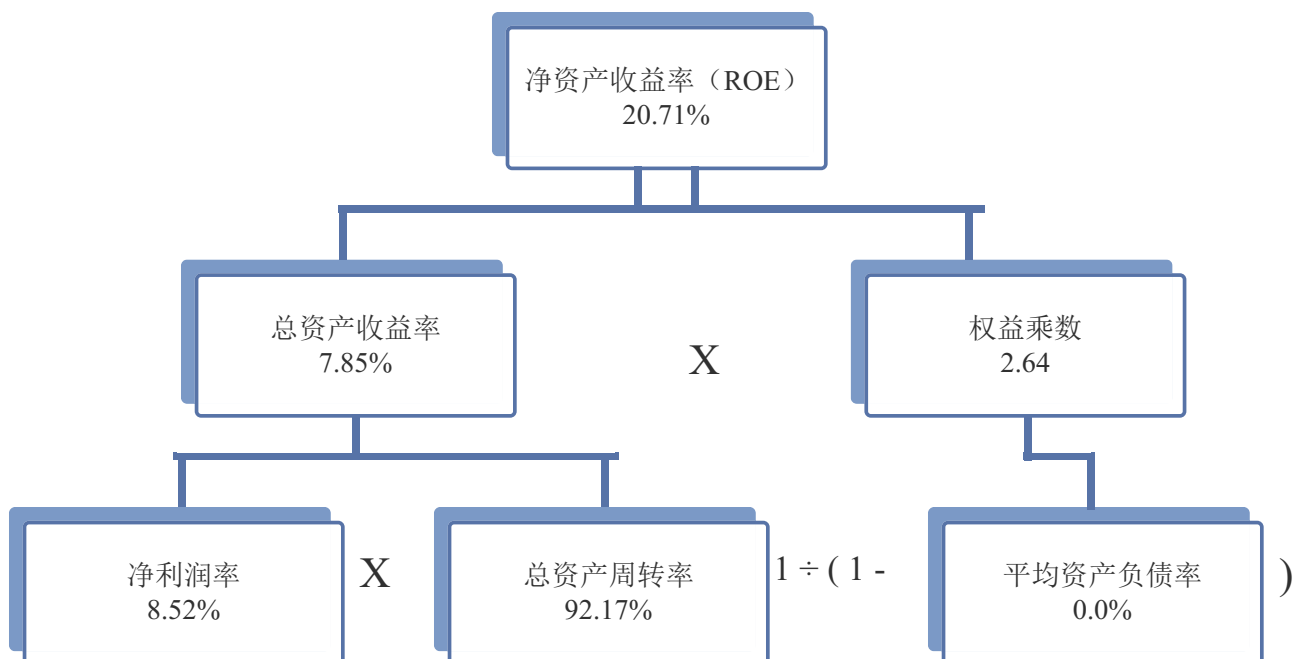 净资产收益率（ROE）
20.71%
总资产收益率
7.85%
X
权益乘数
2.64
净利润率
8.52%
X
总资产周转率
92.17%
1 ÷ ( 1 -
平均资产负债率
0.0%
)